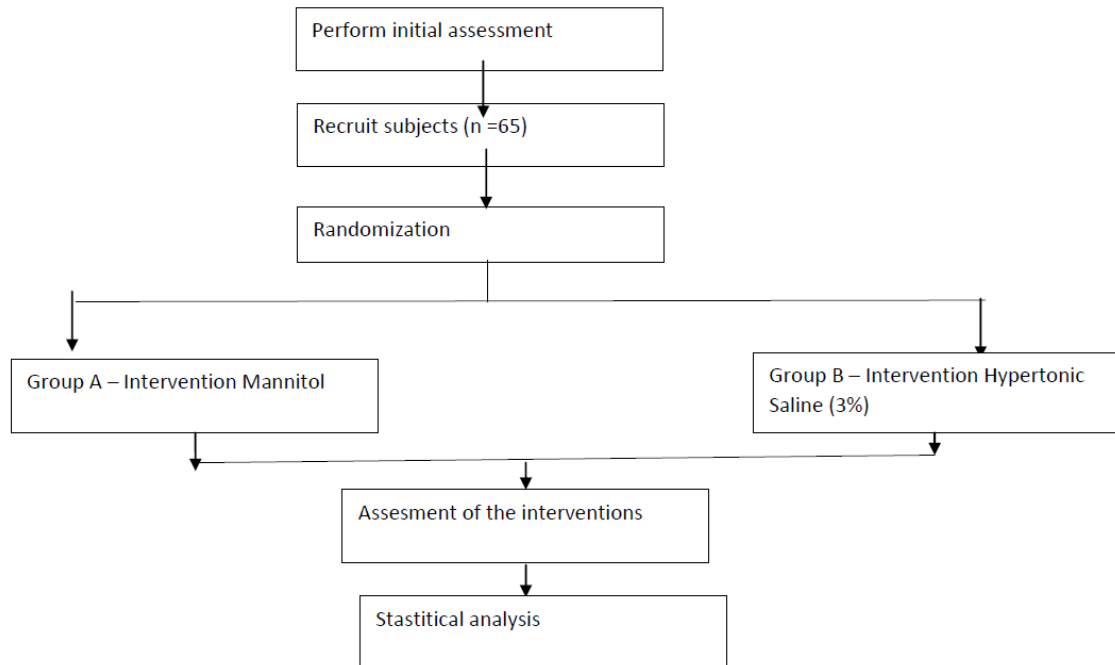 Perform initial assessment
Recruit subjects (n =65)
Randomization
Group A – Intervention Mannitol
Group B – Intervention Hypertonic
Saline (3%)
Assesment of the interventions
Stastitical analysis